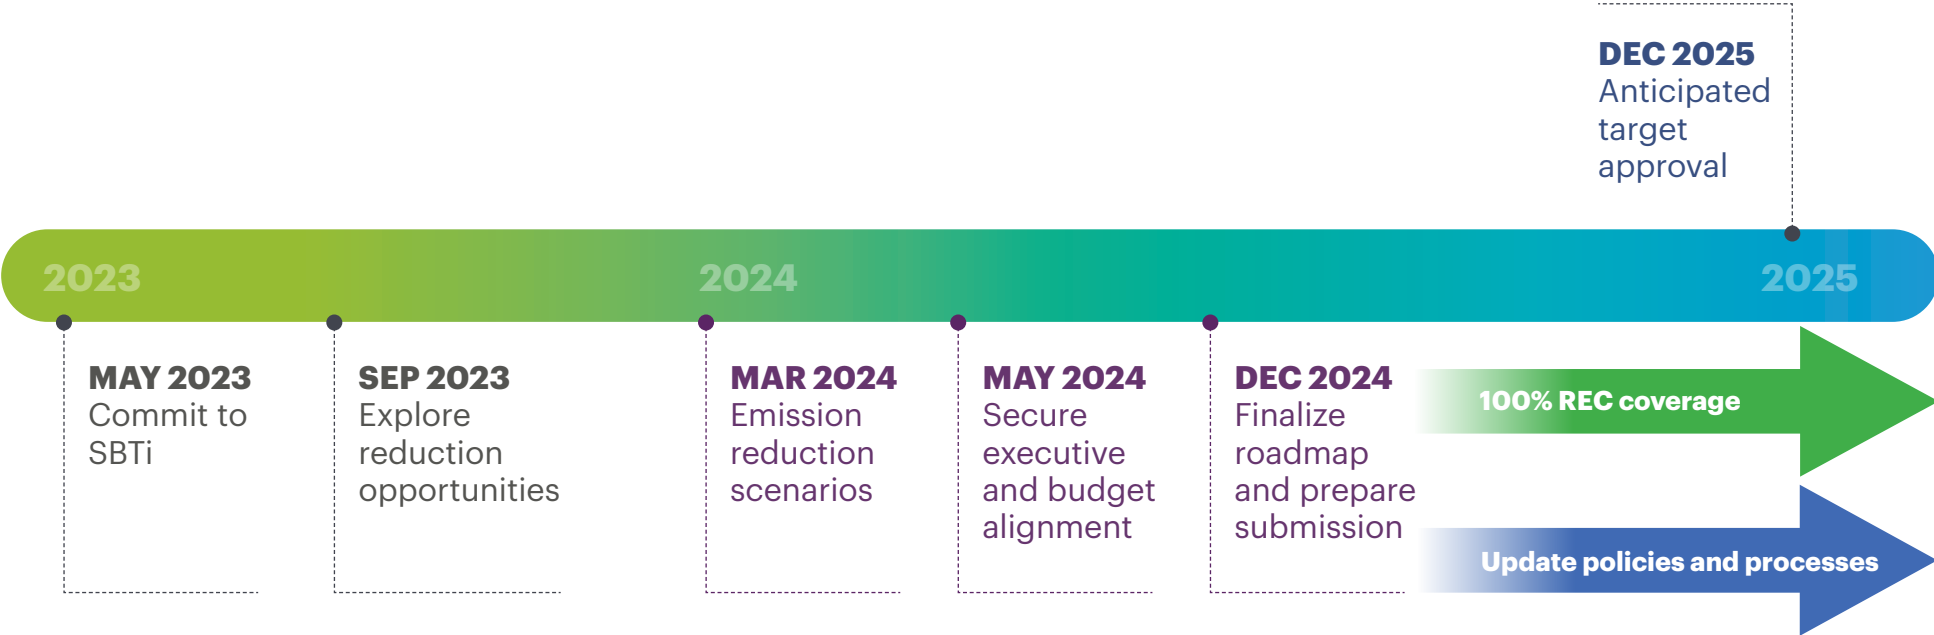 DEC 2025
Anticipated
target
approval
2023
2024
2025
MAY 2023
Commit to
SBTi
SEP 2023
Explore
reduction
opportunities
MAR 2024
Emission
reduction
scenarios
MAY 2024
Secure
executive
and budget
alignment
DEC 2024
Finalize
roadmap
and prepare
submission
100% REC coverage
Update policies and processes